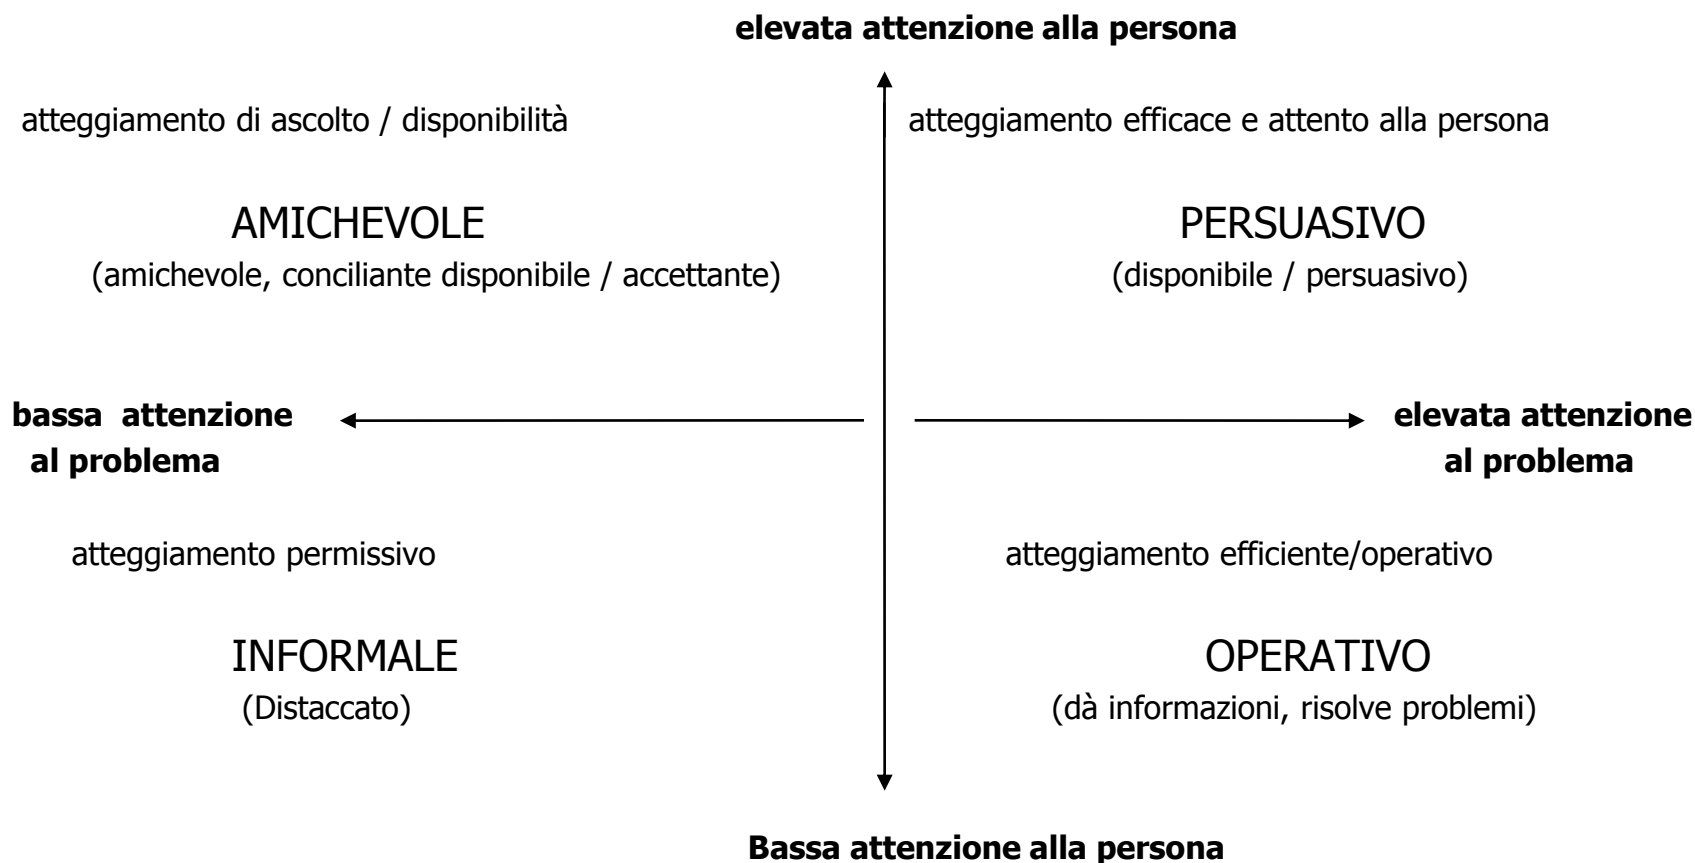 elevata attenzione alla persona
atteggiamento di ascolto / disponibilità
atteggiamento efficace e attento alla persona
AMICHEVOLE
(amichevole, conciliante disponibile / accettante)
PERSUASIVO
(disponibile / persuasivo)
bassa attenzione
al problema
elevata attenzione
al problema
atteggiamento permissivo
atteggiamento efficiente/operativo
INFORMALE
(Distaccato)
OPERATIVO
(dà informazioni, risolve problemi)
Bassa attenzione alla persona